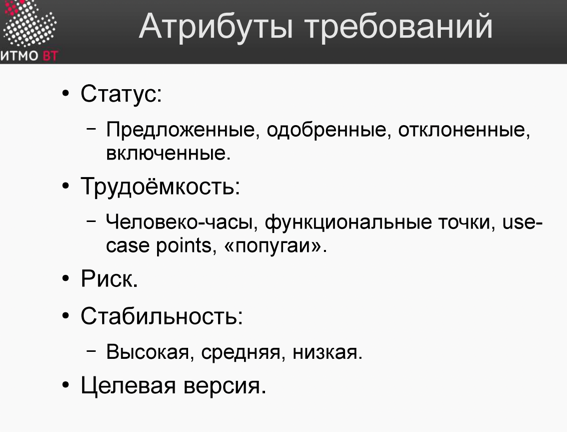 Атрибуты требований
ИТМО ВТ
• Статус:
– Предложенные, одобренные, отклоненные,
включенные.
• Трудоёмкость:
– Человеко-часы, функциональные точки, use-
case points, «попугаи».
• Риск.
• Стабильность:
– Высокая, средняя, низкая.
• Целевая версия.